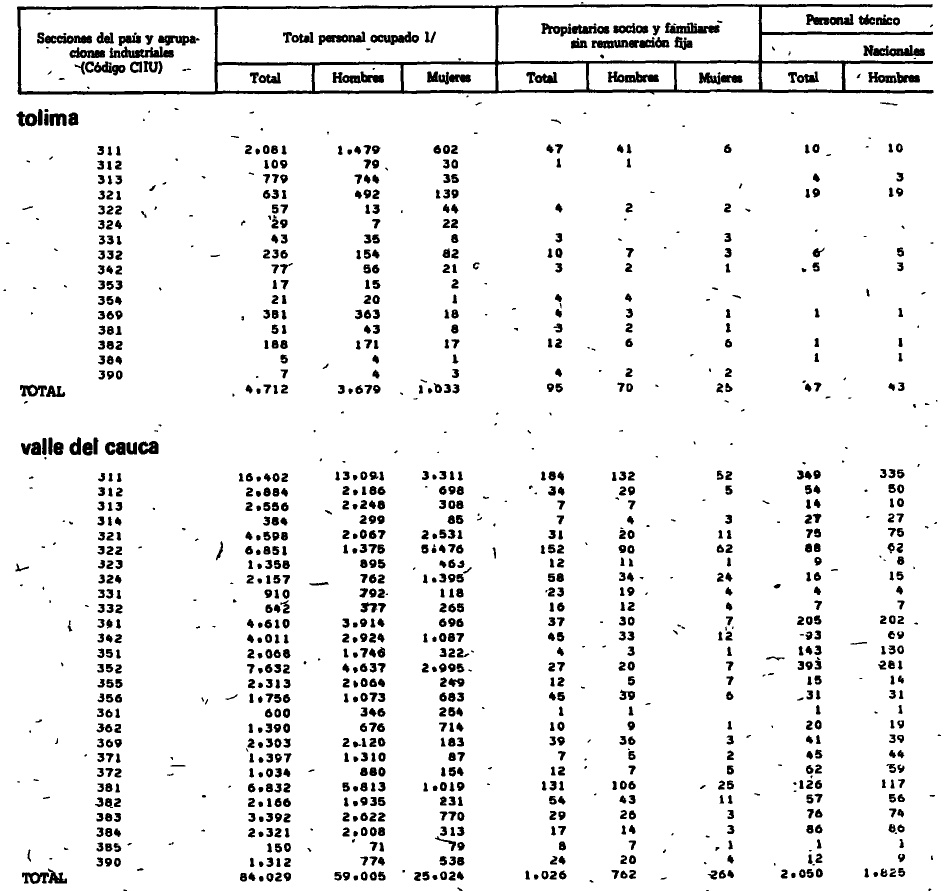 Secciones del país y agrupa- Total personal ocupado 1/ Propietarios socios y familiares Personal técnico
ciones industriales sin remuneración fija
(Código CIIU) Nacionales
Total Hombres Mujeres Total Hombres Mujeres Total Hombres
tolima
311 2.081 1.479 602 47 41 6 10 10
312 109 79 30 1 1
313 779 744 35 4 3
321 631 492 139 19 19
322 57 13 44 4 2 2
324 29 7 22
331 43 35 8 3 3
332 236 154 82 10 7 3 6 5
342 77 56 21 3 2 1 5 3
353 17 15 2
354 21 20 1 4 4
369 381 363 18 4 3 1 1 1
381 51 43 8 3 2 1
382 188 171 17 12 6 6 1 1
384 5 4 1 1 1
390 7 4 3 4 2 2
TOTAL 4.712 3.679 1.033 95 70 25 47 43
valle del cauca
311 16.402 13.091 3.311 184 132 52 349 335
312 2.884 2.186 698 34 29 5 54 50
313 2.556 2.248 308 7 7 14 10
314 384 299 85 7 4 3 27 27
321 4.598 2.067 2.531 31 20 11 75 75
322 6.851 1.375 5.476 152 90 62 88 62
323 1.358 895 463 12 11 1 9 8
324 2.157 762 1.395 58 34 24 16 15
331 910 792 118 23 19 4 4 4
332 642 377 265 16 12 4 7 7
341 4.610 3.914 696 37 30 7 205 202
342 4.011 2.924 1.087 45 33 12 93 69
351 2.068 1.746 322 4 3 1 143 130
352 7.632 4.637 2.995 27 20 7 393 281
355 2.313 2.064 249 12 5 7 15 14
356 1.756 1.073 683 45 39 6 31 31
361 600 346 254 1 1 1 1
362 1.390 676 714 10 9 1 20 19
369 2.303 2.120 183 39 36 3 41 39
371 1.397 1.310 87 7 5 2 45 44
372 1.034 880 154 12 7 5 62 59
381 6.832 5.813 1.019 131 106 25 126 117
382 2.166 1.935 231 54 43 11 57 56
383 3.392 2.622 770 29 26 3 76 74
384 2.321 2.008 313 17 14 3 86 86
385 150 71 79 8 7 1 1 1
390 1.312 774 538 24 20 4 12 9
TOTAL 84.029 59.005 25.024 1.026 762 264 2.050 1.825